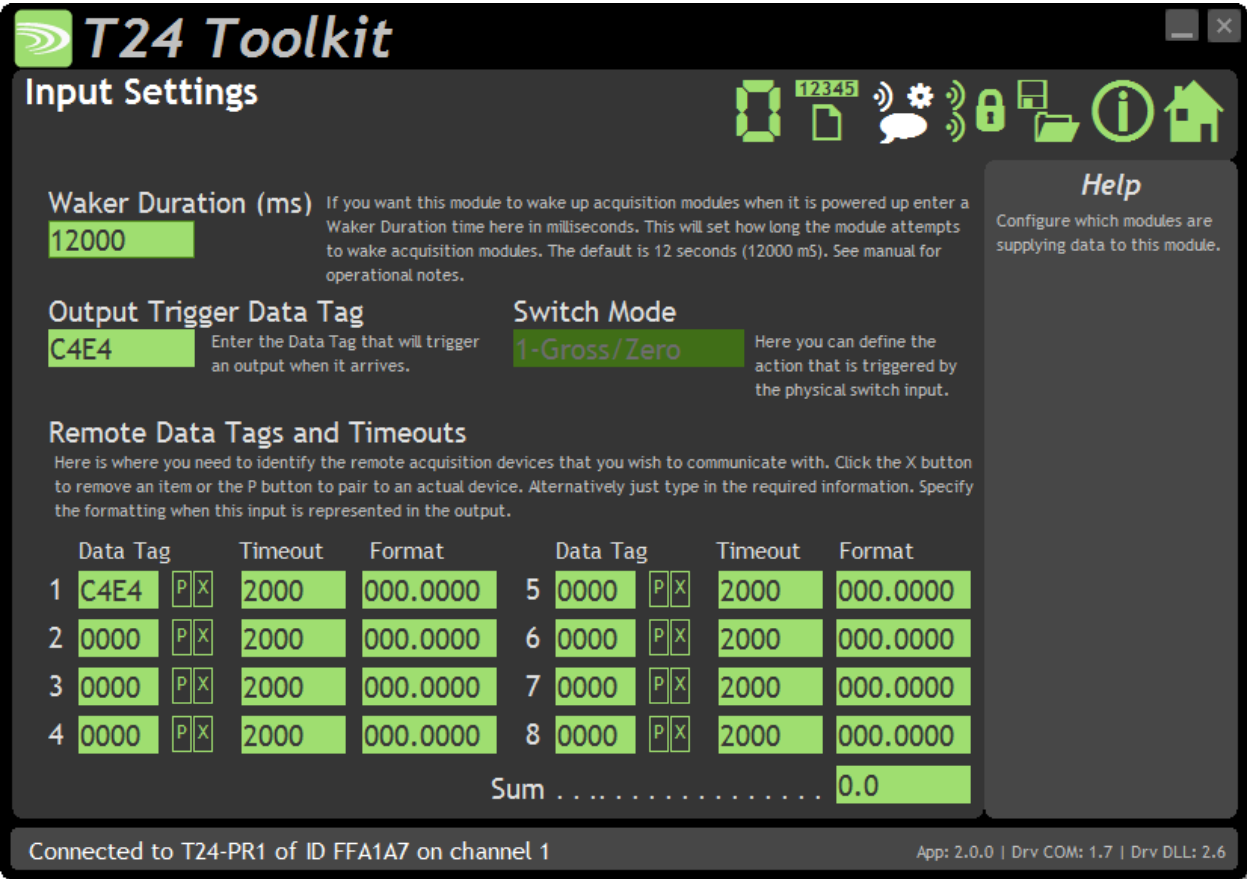 T24 Toolkit
Input Settings
12345
Waker Duration (ms)
12000
If you want this module to wake up acquisition modules when it is powered up enter a
Waker Duration time here in milliseconds. This will set how long the module attempts
to wake acquisition modules. The default is 12 seconds (12000 mS). See manual for
operational notes.
Output Trigger Data Tag
C4E4
Enter the Data Tag that will trigger
an output when it arrives.
Switch Mode
1-Gross/Zero
Here you can define the
action that is triggered by
the physical switch input.
Remote Data Tags and Timeouts
Here is where you need to identify the remote acquisition devices that you wish to communicate with. Click the X button
to remove an item or the P button to pair to an actual device. Alternatively just type in the required information. Specify
the formatting when this input is represented in the output.
Data Tag Timeout Format Data Tag Timeout Format
1 C4E4 P X 2000 000.0000 5 0000 P X 2000 000.0000
2 0000 P X 2000 000.0000 6 0000 P X 2000 000.0000
3 0000 P X 2000 000.0000 7 0000 P X 2000 000.0000
4 0000 P X 2000 000.0000 8 0000 P X 2000 000.0000
Sum . . .. . . . . . . . . . . . . . . 0.0
Help
Configure which modules are
supplying data to this module.
Connected to T24-PR1 of ID FFA1A7 on channel 1
App: 2.0.0 | Drv COM: 1.7 | Drv DLL: 2.6